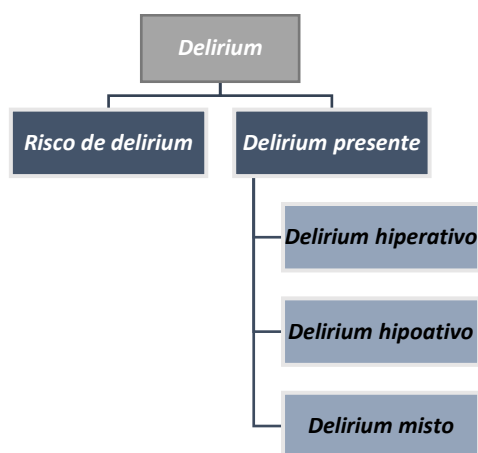 Delirium
Risco de delirium
Delirium presente
Delirium hiperativo
Delirium hipoativo
Delirium misto